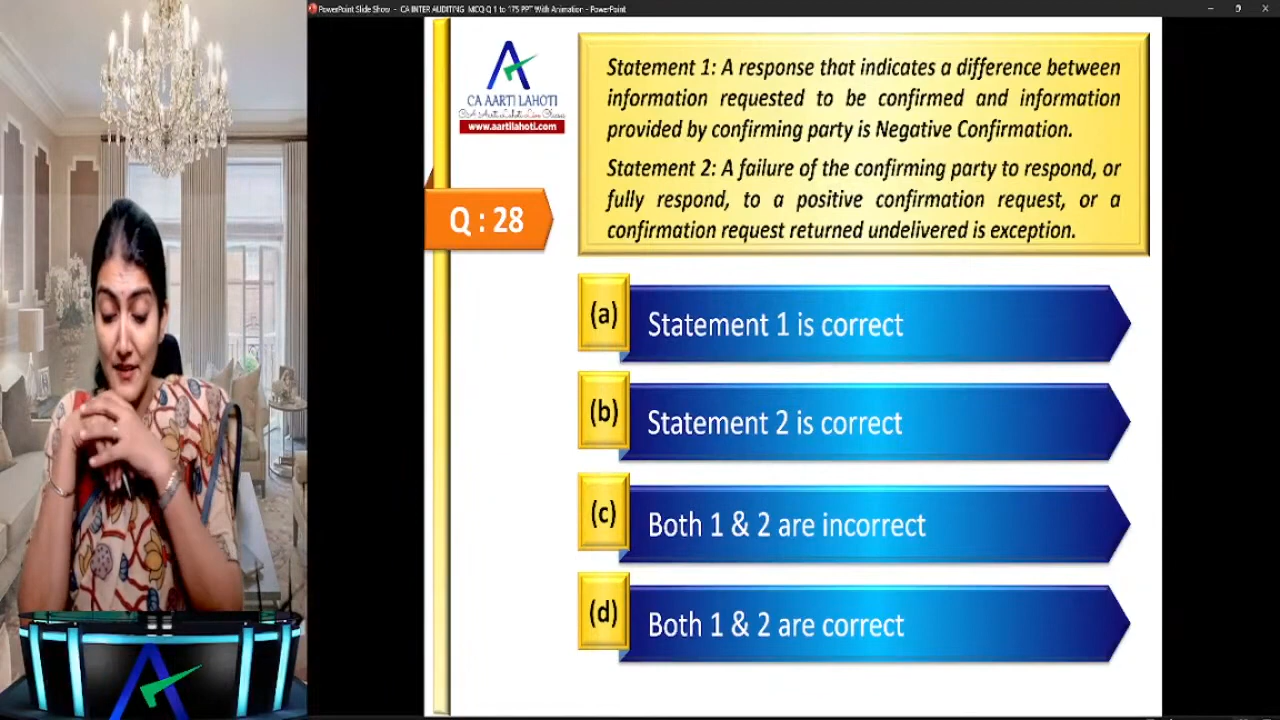 PowerPoint Slide Show - CA INTER AUDITING MCQ-Q 1 to 175 PPT With Animation - PowerPoint
CA AARTI LAHOTI
www.aartilahoti.com
Q : 28
Statement 1: A response that indicates a difference between
information requested to be confirmed and information
provided by confirming party is Negative Confirmation.
Statement 2: A failure of the confirming party to respond, or
fully respond, to a positive confirmation request, or a
confirmation request returned undelivered is exception.
(a) Statement 1 is correct
(b) Statement 2 is correct
(c) Both 1 & 2 are incorrect
(d) Both 1 & 2 are correct